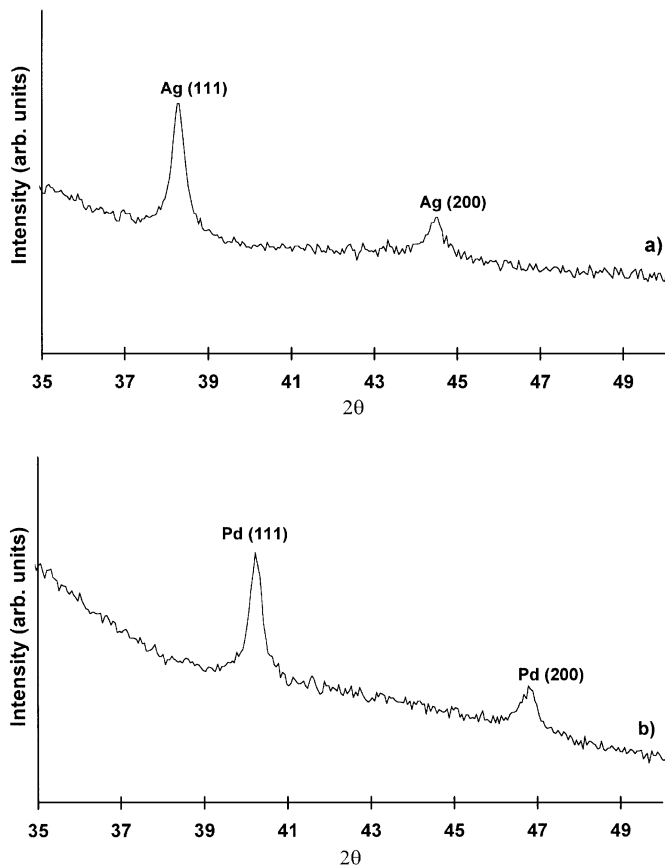 Intensity (arb. units)
Ag (111)
Ag (200)
a)
35 37 39 41 43 45 47 49
2θ
Intensity (arb. units)
Pd (111)
Pd (200)
b)
35 37 39 41 43 45 47 49
2θ